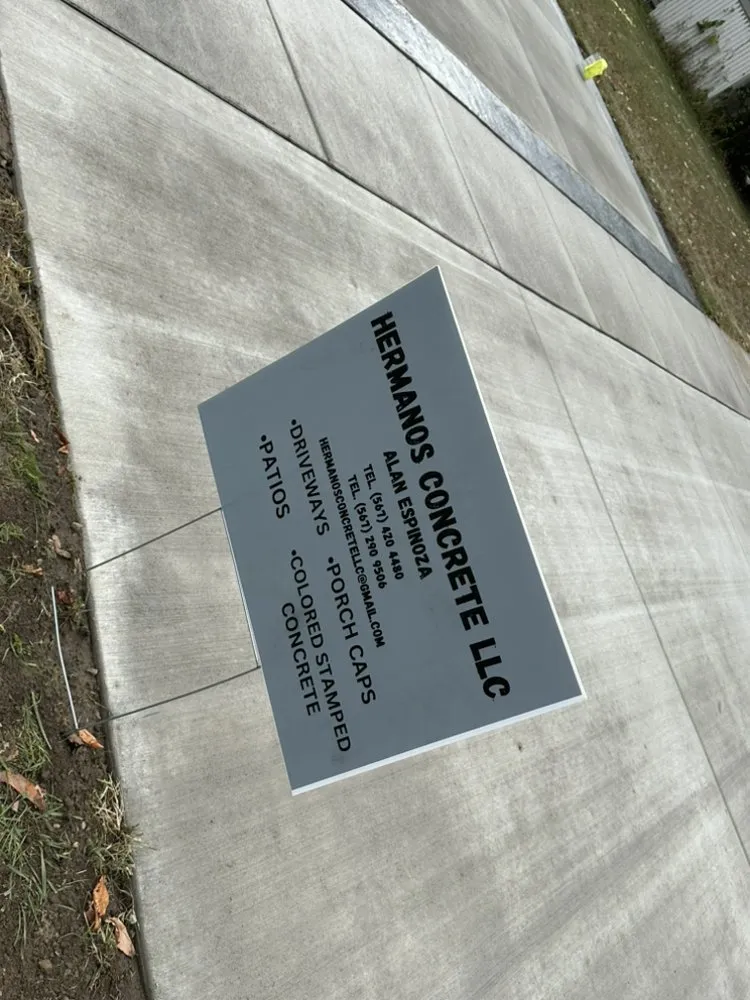 HERMANOS CONCRETE LLC
ALAN ESPINOZA
TEL. (567) 420 4480
TEL. (567) 290 9506
HERMANOSCONCRETELLC@GMAIL.COM
•DRIVEWAYS •PORCH CAPS
•PATIOS •COLORED STAMPED
CONCRETE